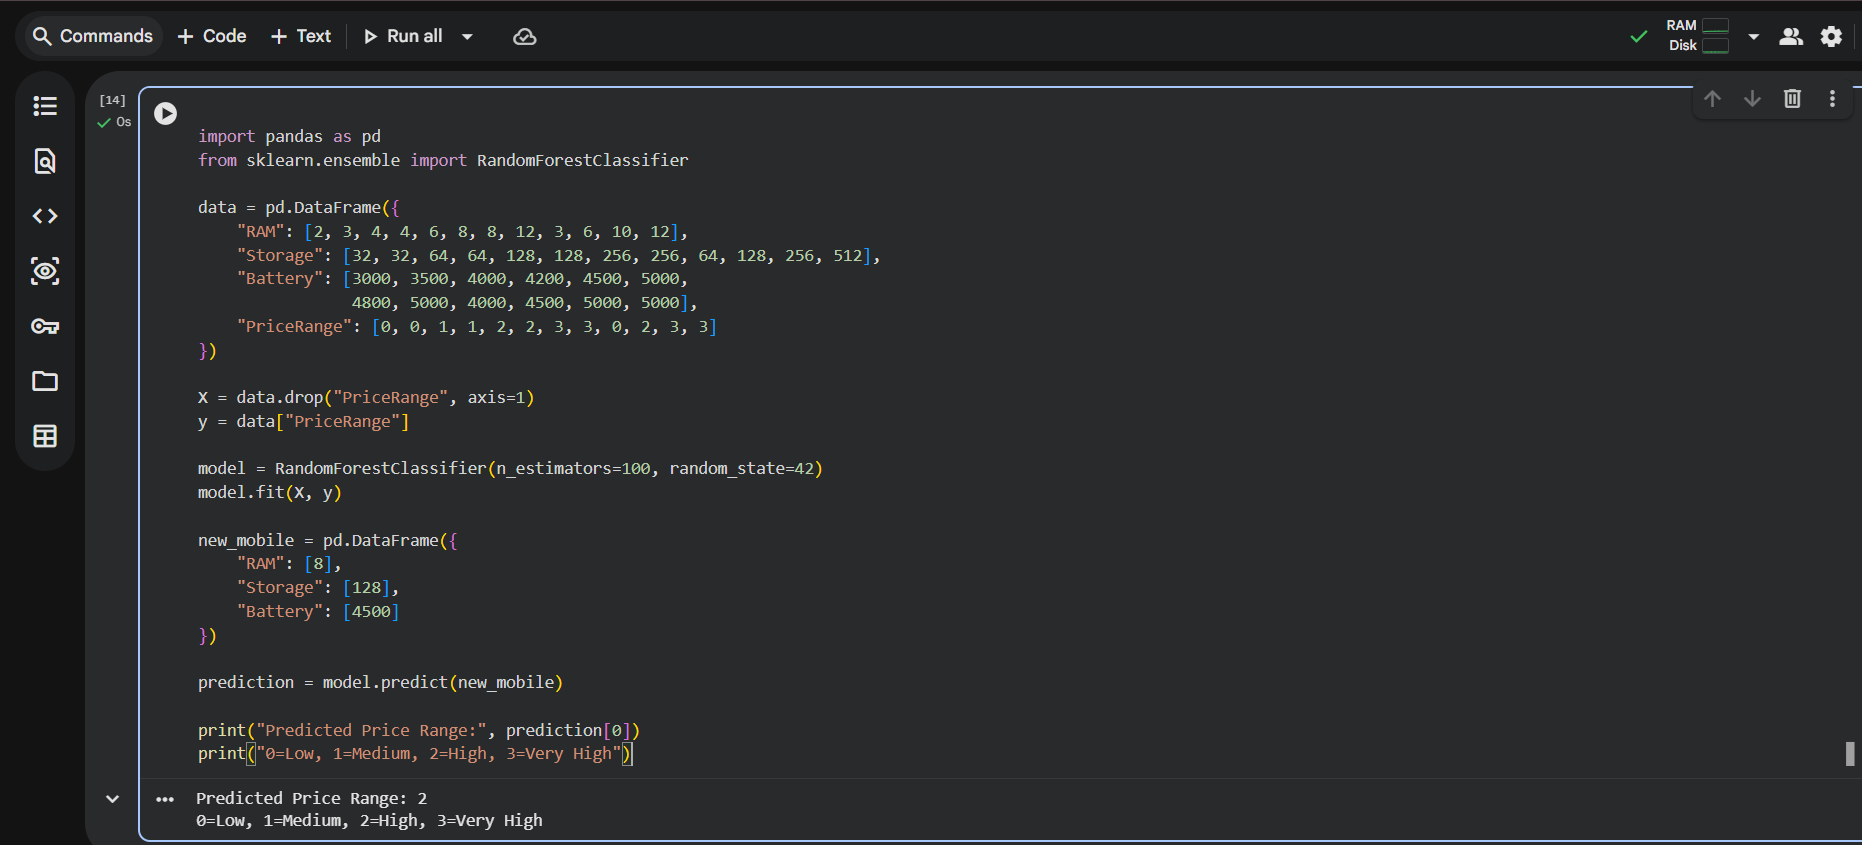 Commands + Code + Text Run all
RAM
Disk
[14]
0s
import pandas as pd
from sklearn.ensemble import RandomForestClassifier
data = pd.DataFrame({
    "RAM": [2, 3, 4, 4, 6, 8, 8, 12, 3, 6, 10, 12],
    "Storage": [32, 32, 64, 64, 128, 128, 256, 256, 64, 128, 256, 512],
    "Battery": [3000, 3500, 4000, 4200, 4500, 5000,
                4800, 5000, 4000, 4500, 5000, 5000],
    "PriceRange": [0, 0, 1, 1, 2, 2, 3, 3, 0, 2, 3, 3]
})
X = data.drop("PriceRange", axis=1)
y = data["PriceRange"]
model = RandomForestClassifier(n_estimators=100, random_state=42)
model.fit(X, y)
new_mobile = pd.DataFrame({
    "RAM": [8],
    "Storage": [128],
    "Battery": [4500]
})
prediction = model.predict(new_mobile)
print("Predicted Price Range:", prediction[0])
print("0=Low, 1=Medium, 2=High, 3=Very High")
Predicted Price Range: 2
0=Low, 1=Medium, 2=High, 3=Very High